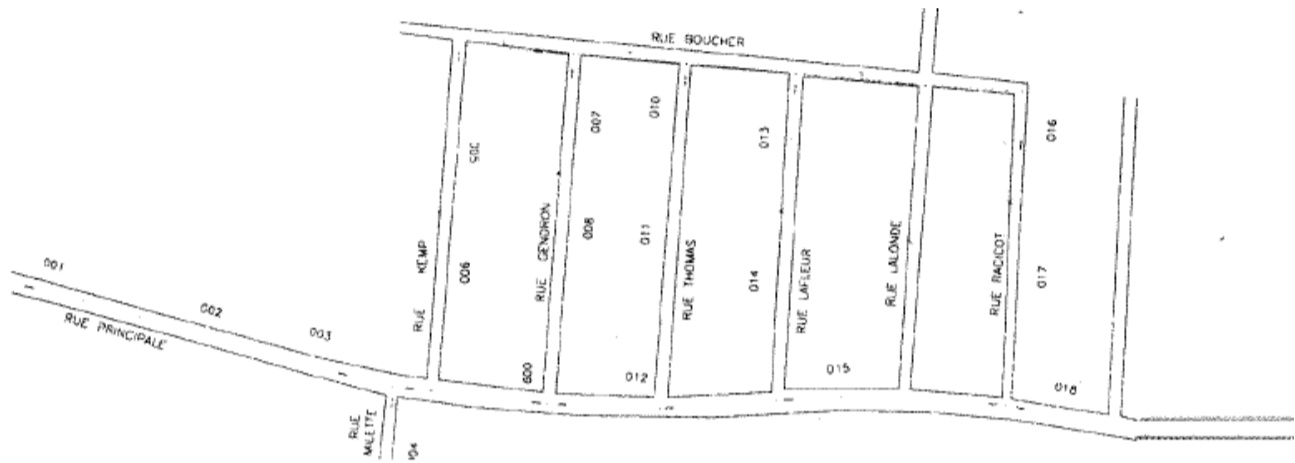 RUE BOUCHER
010
007
013
016
005
008
011
RUE KEMP
RUE GENDRON
RUE THOMAS
RUE LAFLEUR
RUE LALONDE
RUE RACICOT
001
006
014
017
002
RUE PRINCIPALE
003
009
012
015
018
RUE
MILETTE
004